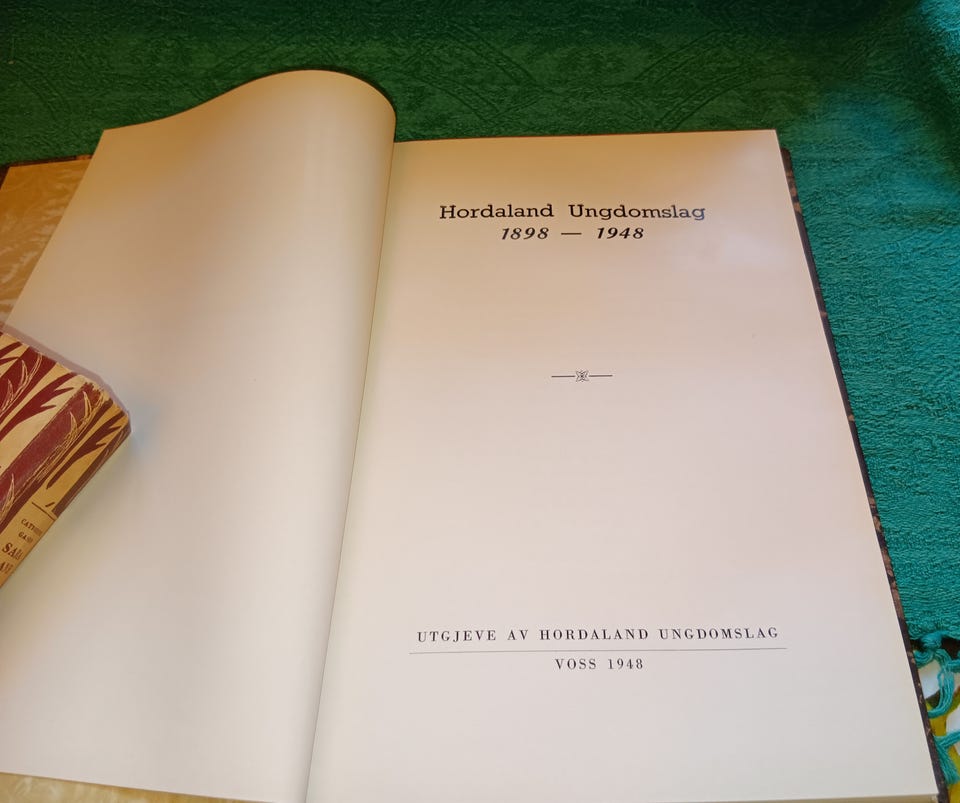 Hordaland Ungdomslag
1898 — 1948
UTGJEVE AV HORDALAND UNGDOMSLAG
VOSS 1948